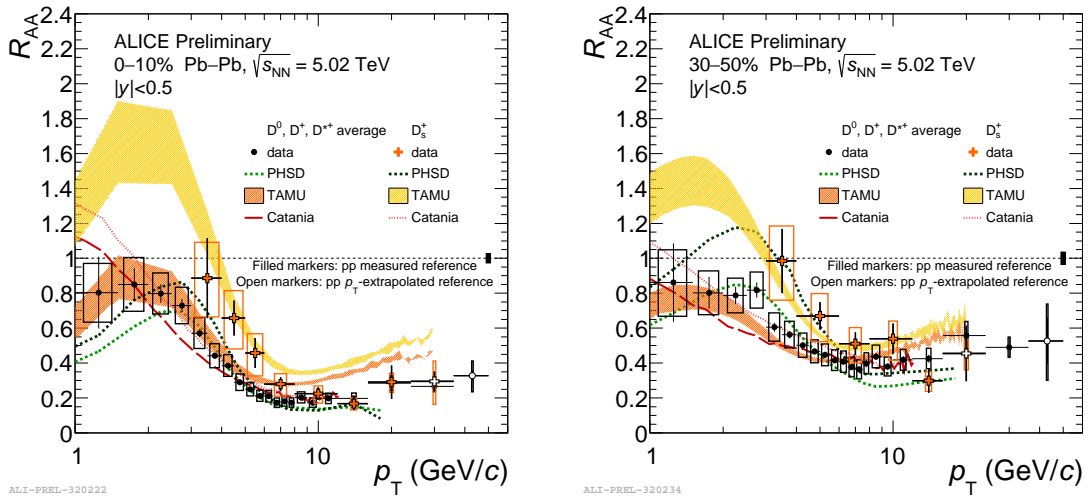 R_AA
2.4
2.2
2
1.8
1.6
1.4
1.2
1
0.8
0.6
0.4
0.2
0
ALICE Preliminary
0–10% Pb–Pb, √s_NN = 5.02 TeV
|y|<0.5
D⁰, D⁺, D*⁺ average D_s⁺
data data
PHSD PHSD
TAMU TAMU
Catania Catania
Filled markers: pp measured reference
Open markers: pp p_T-extrapolated reference
1 10
p_T (GeV/c)
ALI-PREL-320222
R_AA
2.4
2.2
2
1.8
1.6
1.4
1.2
1
0.8
0.6
0.4
0.2
0
ALICE Preliminary
30–50% Pb–Pb, √s_NN = 5.02 TeV
|y|<0.5
D⁰, D⁺, D*⁺ average D_s⁺
data data
PHSD PHSD
TAMU TAMU
Catania Catania
Filled markers: pp measured reference
Open markers: pp p_T-extrapolated reference
1 10
p_T (GeV/c)
ALI-PREL-320234